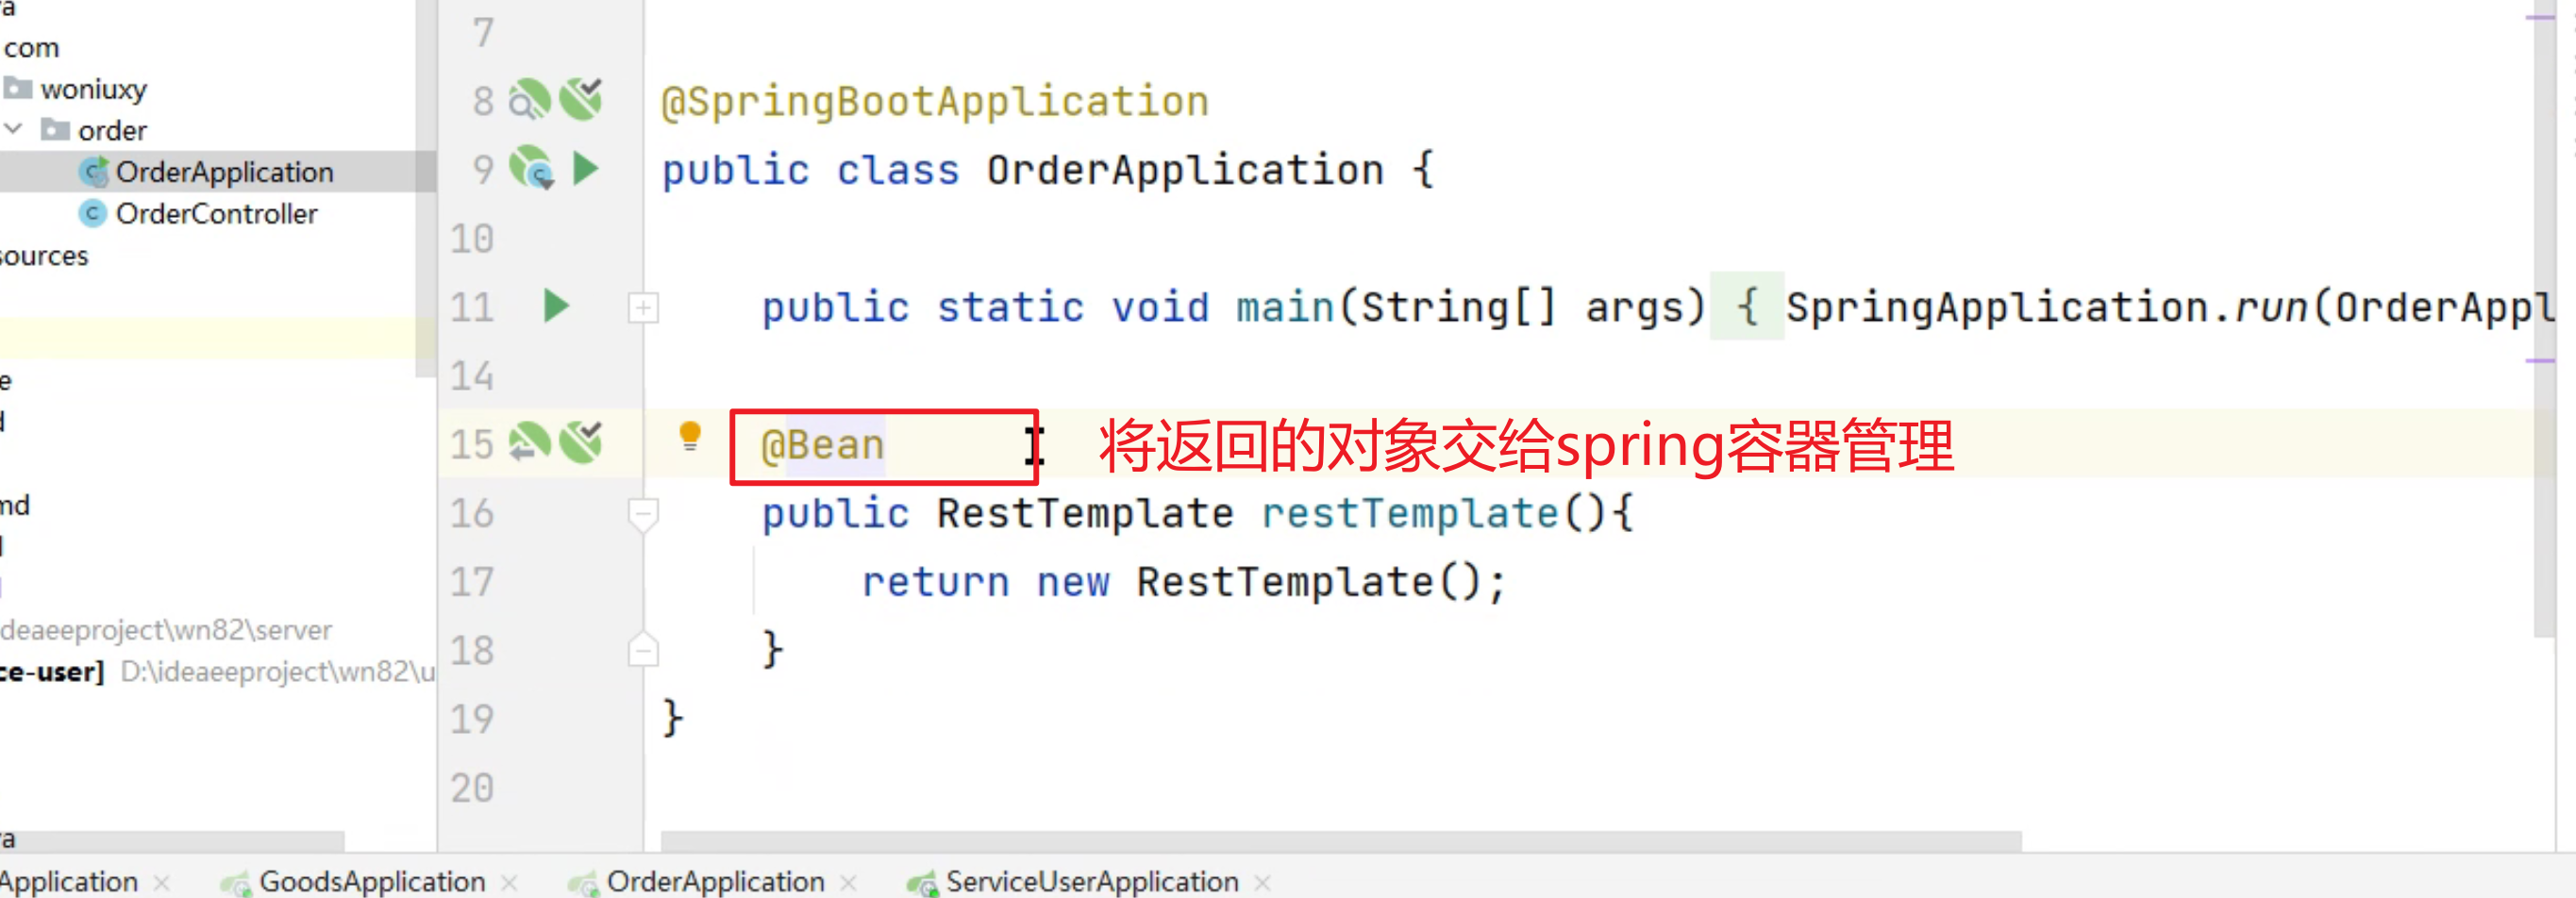 com
woniuxy
order
OrderApplication
OrderController
sources
deaeeproject\wn82\server
ce-user] D:\ideaeeproject\wn82\u
7
8 @SpringBootApplication
9 public class OrderApplication {
10
11 public static void main(String[] args) { SpringApplication.run(OrderAppl
14
15 @Bean 将返回的对象交给spring容器管理
16 public RestTemplate restTemplate(){
17 return new RestTemplate();
18 }
19 }
20
Application × GoodsApplication × OrderApplication × ServiceUserApplication ×